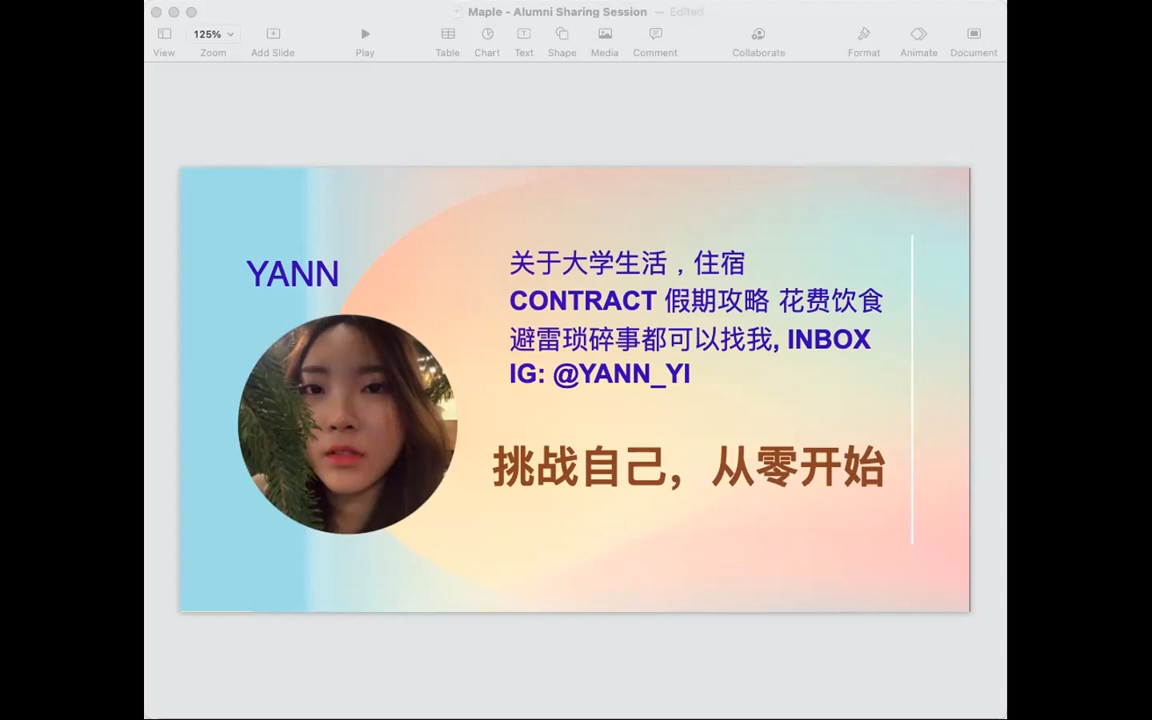 Maple - Alumni Sharing Session — Edited
125%
View
Zoom
Add Slide
Play
Table
Chart
Text
Shape
Media
Comment
Collaborate
Format
Animate
Document
YANN
关于大学生活，住宿
CONTRACT 假期攻略 花费饮食
避雷琐碎事都可以找我, INBOX
IG: @YANN_YI
挑战自己，从零开始